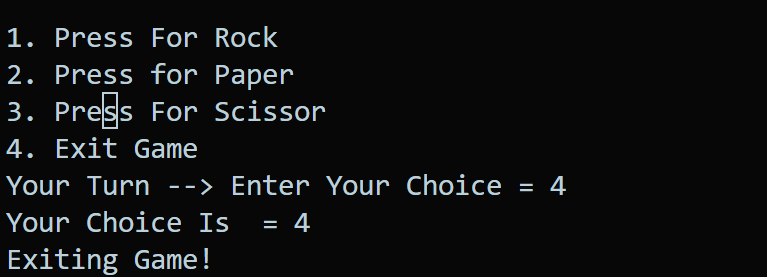 1. Press For Rock
2. Press for Paper
3. Press For Scissor
4. Exit Game
Your Turn --> Enter Your Choice = 4
Your Choice Is  = 4
Exiting Game!